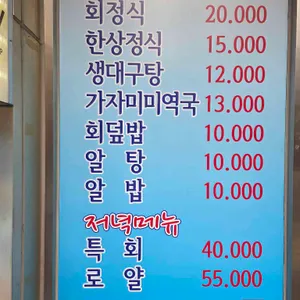 회정식 20.000
한상정식 15.000
생대구탕 12.000
가자미미역국 13.000
회덮밥 10.000
알 탕 10.000
알 밥 10.000
저녁메뉴
특 회 40.000
로 얄 55.000